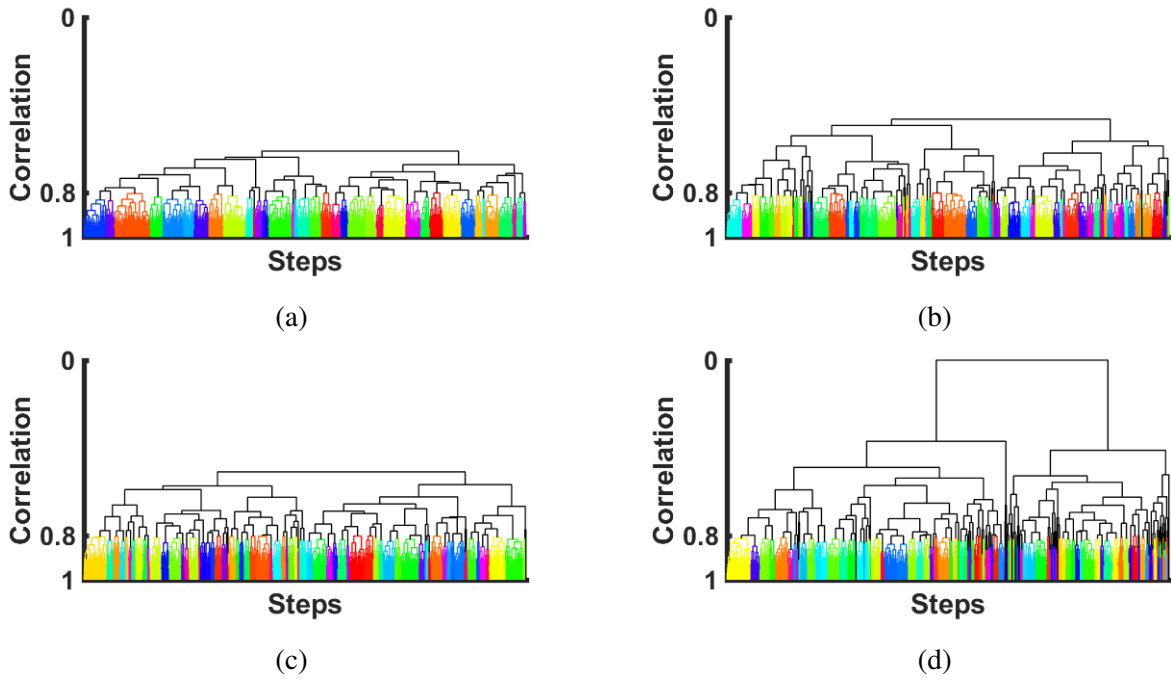 0
Correlation
0.8
1
Steps
(a)
0
Correlation
0.8
1
Steps
(b)
0
Correlation
0.8
1
Steps
(c)
0
Correlation
0.8
1
Steps
(d)